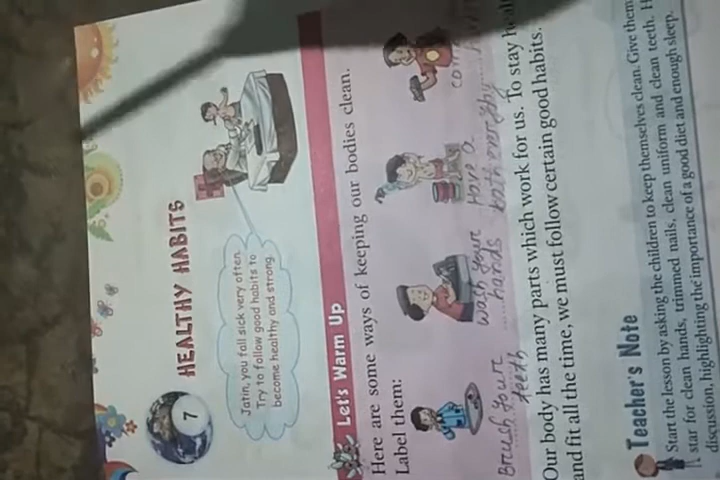 7
HEALTHY HABITS
Jatin, you fall sick very often.
Try to follow good habits to
become healthy and strong.
Let's Warm Up
Here are some ways of keeping our bodies clean.
Label them:
Brush your
teeth
wash your
hands
Have a
bath everyday
Our body has many parts which work for us. To stay
and fit all the time, we must follow certain good habits.
Teacher's Note
Start the lesson by asking the children to keep themselves clean. Give them
star for clean hands, trimmed nails, clean uniform and clean teeth.
discussion, highlighting the importance of a good diet and enough sleep.